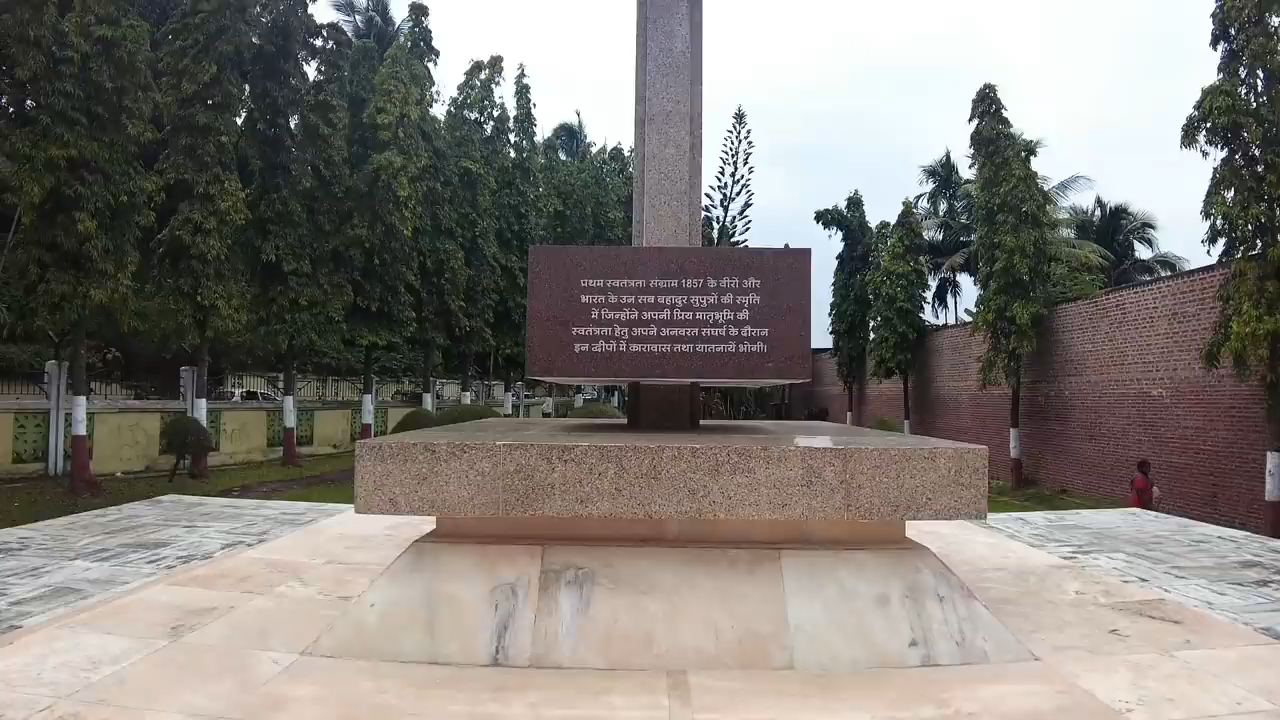 प्रथम स्वतंत्रता संग्राम 1857 के वीरों और
भारत के उन सब बहादुर सुपुत्रों की स्मृति
में जिन्होंने अपनी प्रिय मातृभूमि की
स्वतंत्रता हेतु अपने अनवरत संघर्ष के दौरान
इन द्वीपों में कारावास तथा यातनायें भोगी।